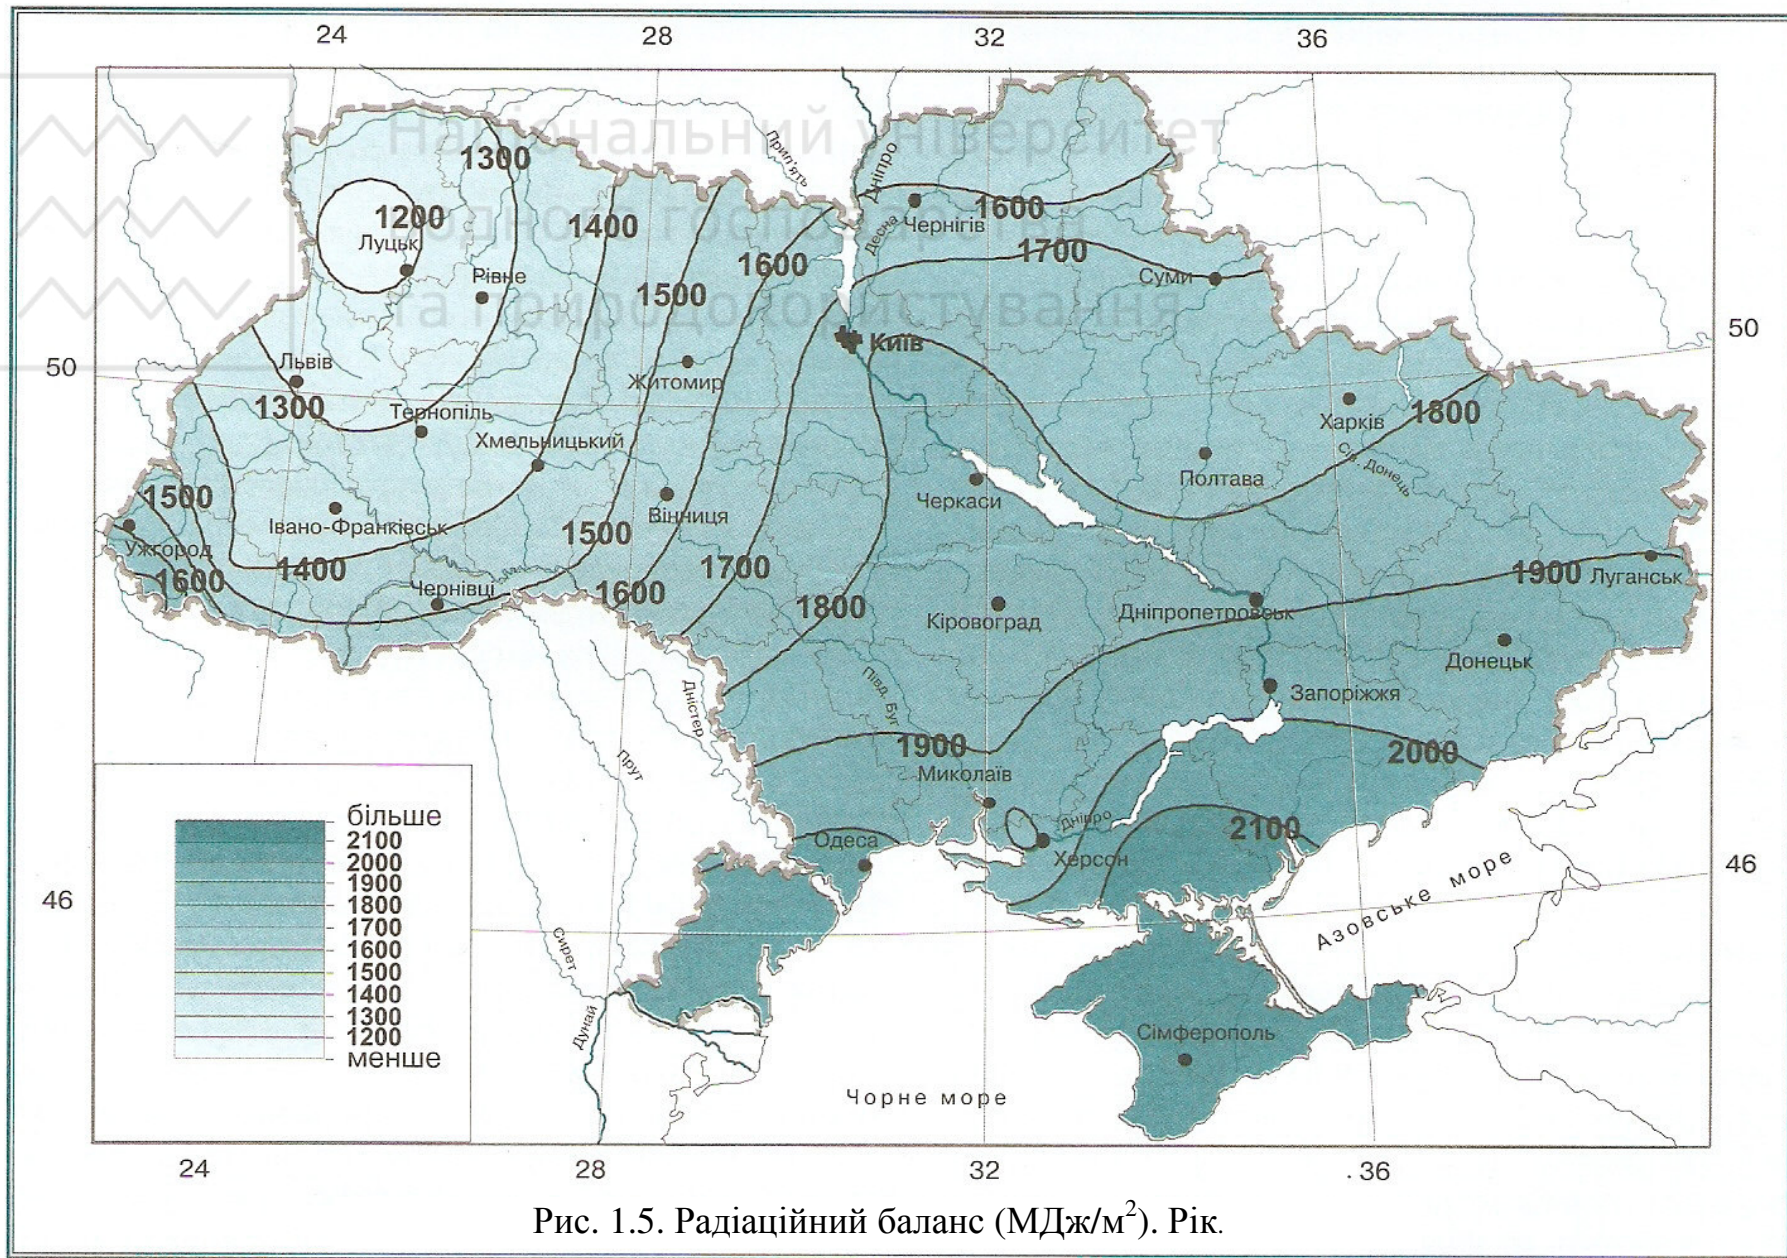 24 28 32 36
Національний університет
водного господарства
та природокористування
Прип'ять
Дніпро
1300
1200
Луцьк
1400
1600
Чернігів
Десна
1700
1600
Суми
Рівне
1500
50
50
Київ
Львів
Житомир
1300
Тернопіль
Хмельницький
Харків
1800
Сів. Донець
Полтава
Черкаси
1500
Вінниця
Івано-Франківськ
1500
Ужгород
1400
1600
Чернівці
1600
1700
1800
1900
Луганськ
Кіровоград
Дніпропетровськ
Донецьк
Запоріжжя
Півд. Буг
Дністер
1900
Миколаїв
2000
Прут
Дніпро
2100
Одеса
Херсон
46
46
більше
2100
2000
1900
1800
1700
1600
1500
1400
1300
1200
менше
Сирет
Дунай
Азовське море
Сімферополь
Чорне море
24 28 32 36
Рис. 1.5. Радіаційний баланс (МДж/м²). Рік.